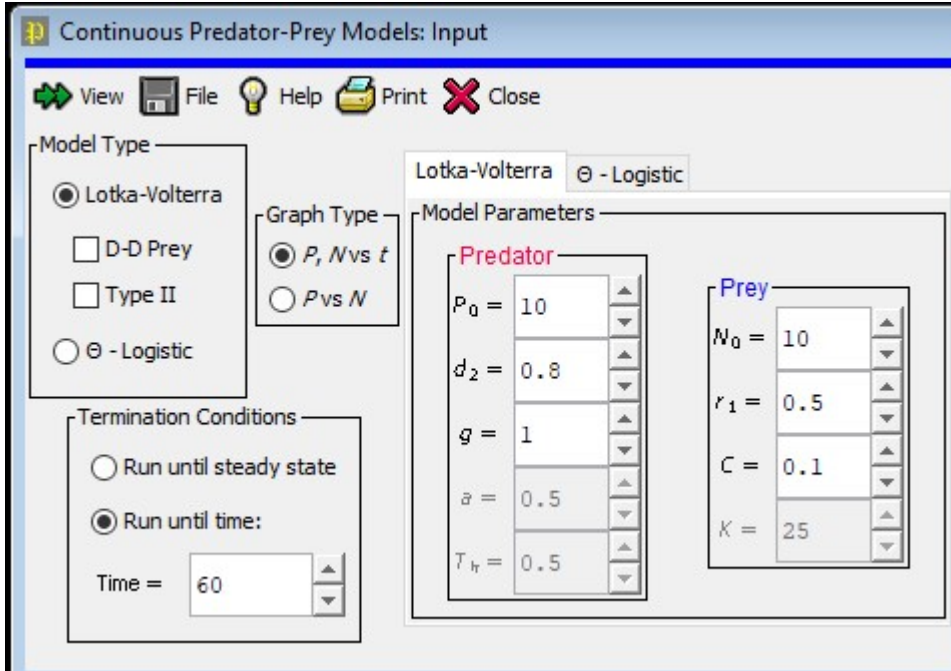 Continuous Predator-Prey Models: Input
View File Help Print Close
Model Type
Lotka-Volterra
D-D Prey
Type II
Θ - Logistic
Graph Type
P, N vs t
P vs N
Termination Conditions
Run until steady state
Run until time:
Time = 60
Lotka-Volterra Θ - Logistic
Model Parameters
Predator
P₀ = 10
d₂ = 0.8
g = 1
a = 0.5
Tₕ = 0.5
Prey
N₀ = 10
r₁ = 0.5
C = 0.1
K = 25